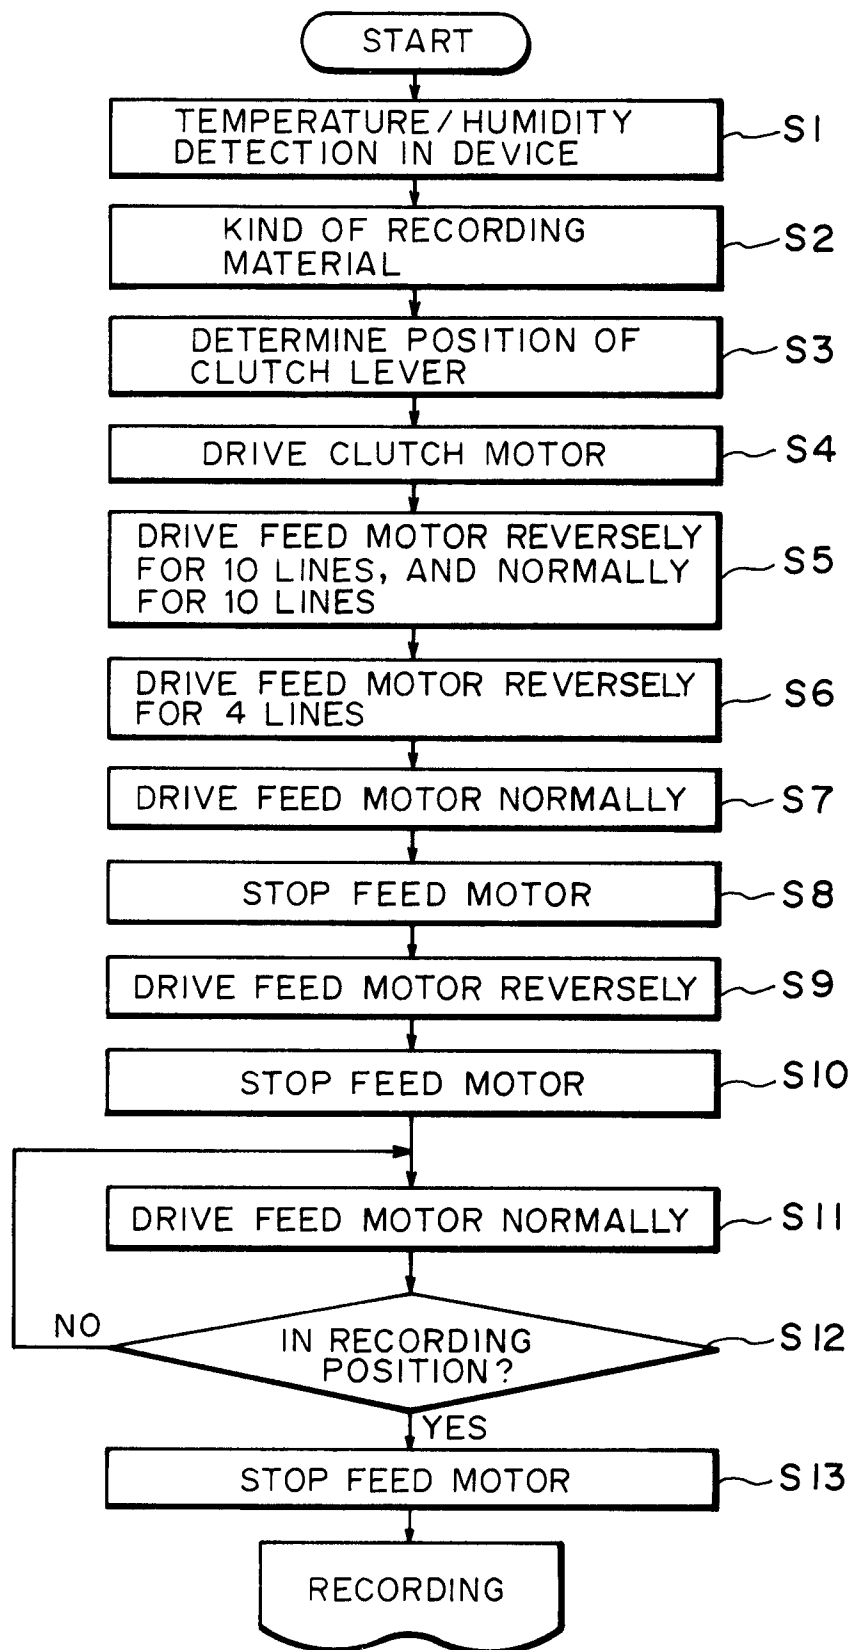 START
TEMPERATURE/HUMIDITY
DETECTION IN DEVICE
S1
KIND OF RECORDING
MATERIAL
S2
DETERMINE POSITION OF
CLUTCH LEVER
S3
DRIVE CLUTCH MOTOR
S4
DRIVE FEED MOTOR REVERSELY
FOR 10 LINES, AND NORMALLY
FOR 10 LINES
S5
DRIVE FEED MOTOR REVERSELY
FOR 4 LINES
S6
DRIVE FEED MOTOR NORMALLY
S7
STOP FEED MOTOR
S8
DRIVE FEED MOTOR REVERSELY
S9
STOP FEED MOTOR
S10
DRIVE FEED MOTOR NORMALLY
S11
NO
IN RECORDING
POSITION?
S12
YES
STOP FEED MOTOR
S13
RECORDING